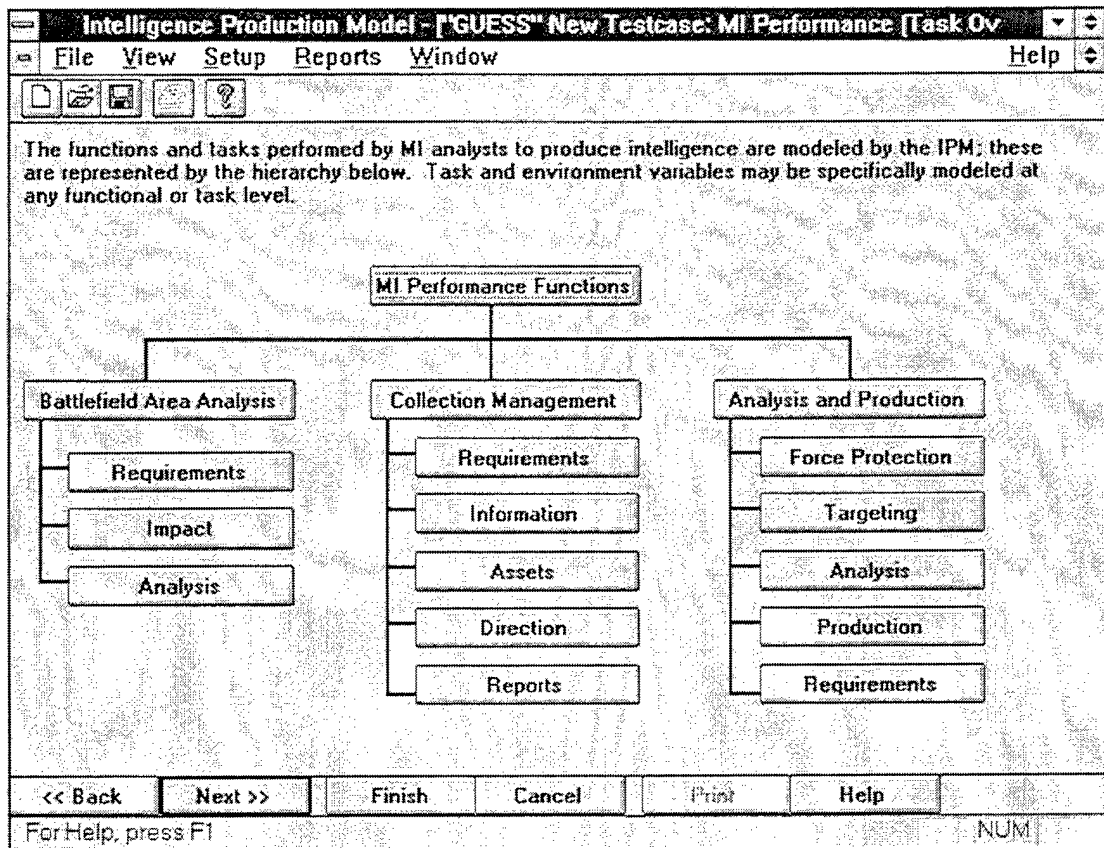 Intelligence Production Model - ["GUESS" New Testcase: MI Performance [Task Ov
File View Setup Reports Window Help
The functions and tasks performed by MI analysts to produce intelligence are modeled by the IPM; these
are represented by the hierarchy below. Task and environment variables may be specifically modeled at
any functional or task level.
MI Performance Functions
Battlefield Area Analysis
Requirements
Impact
Analysis
Collection Management
Requirements
Information
Assets
Direction
Reports
Analysis and Production
Force Protection
Targeting
Analysis
Production
Requirements
<< Back Next >> Finish Cancel Print Help
For Help, press F1 NUM